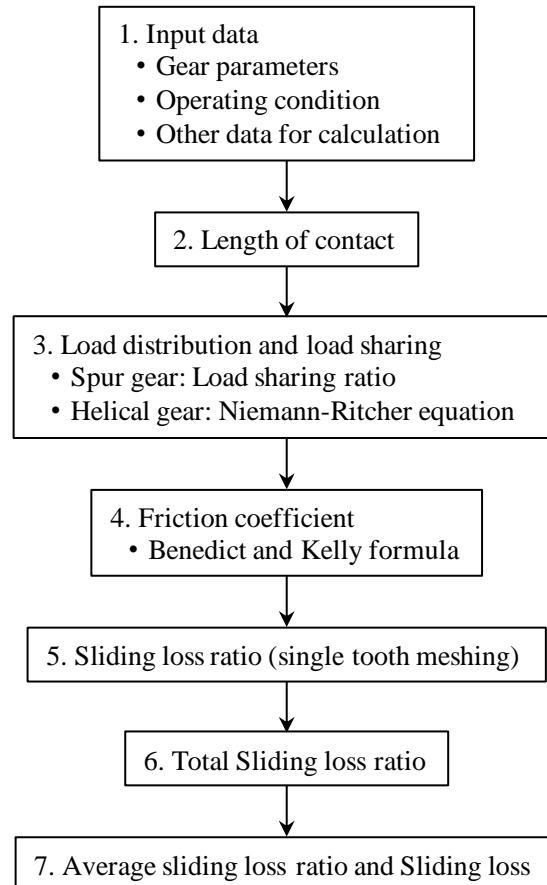 1. Input data
• Gear parameters
• Operating condition
• Other data for calculation
2. Length of contact
3. Load distribution and load sharing
• Spur gear: Load sharing ratio
• Helical gear: Niemann-Ritcher equation
4. Friction coefficient
• Benedict and Kelly formula
5. Sliding loss ratio (single tooth meshing)
6. Total Sliding loss ratio
7. Average sliding loss ratio and Sliding loss